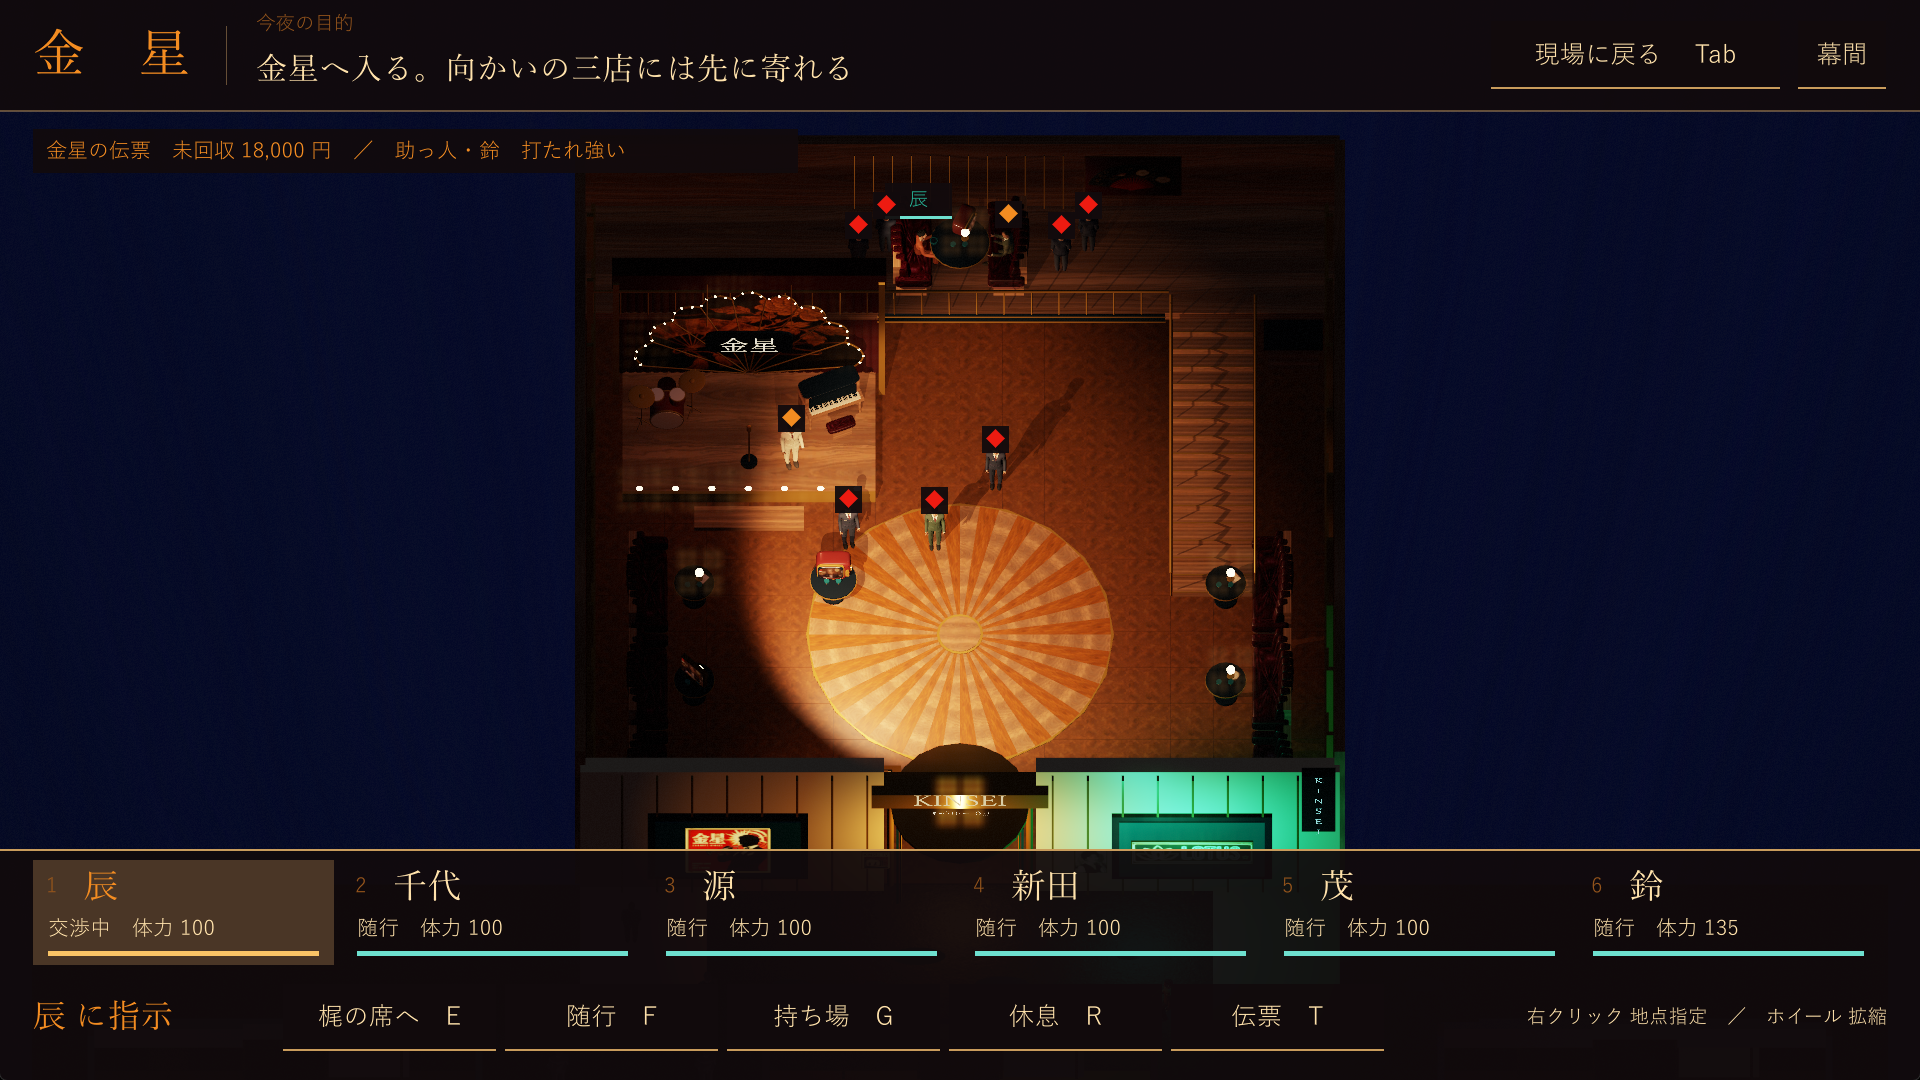 金星
今夜の目的
金星へ入る。向かいの三店には先に寄れる
現場に戻る Tab
幕間
金星の伝票 未回収 18,000 円 ／ 助っ人・鈴 打たれ強い
辰
金星
KINSEI
KINSEI
金星
LOTUS
1 辰
交渉中 体力 100
2 千代
随行 体力 100
3 源
随行 体力 100
4 新田
随行 体力 100
5 茂
随行 体力 100
6 鈴
随行 体力 135
辰 に指示
梶の席へ E
随行 F
持ち場 G
休息 R
伝票 T
右クリック 地点指定 ／ ホイール 拡縮